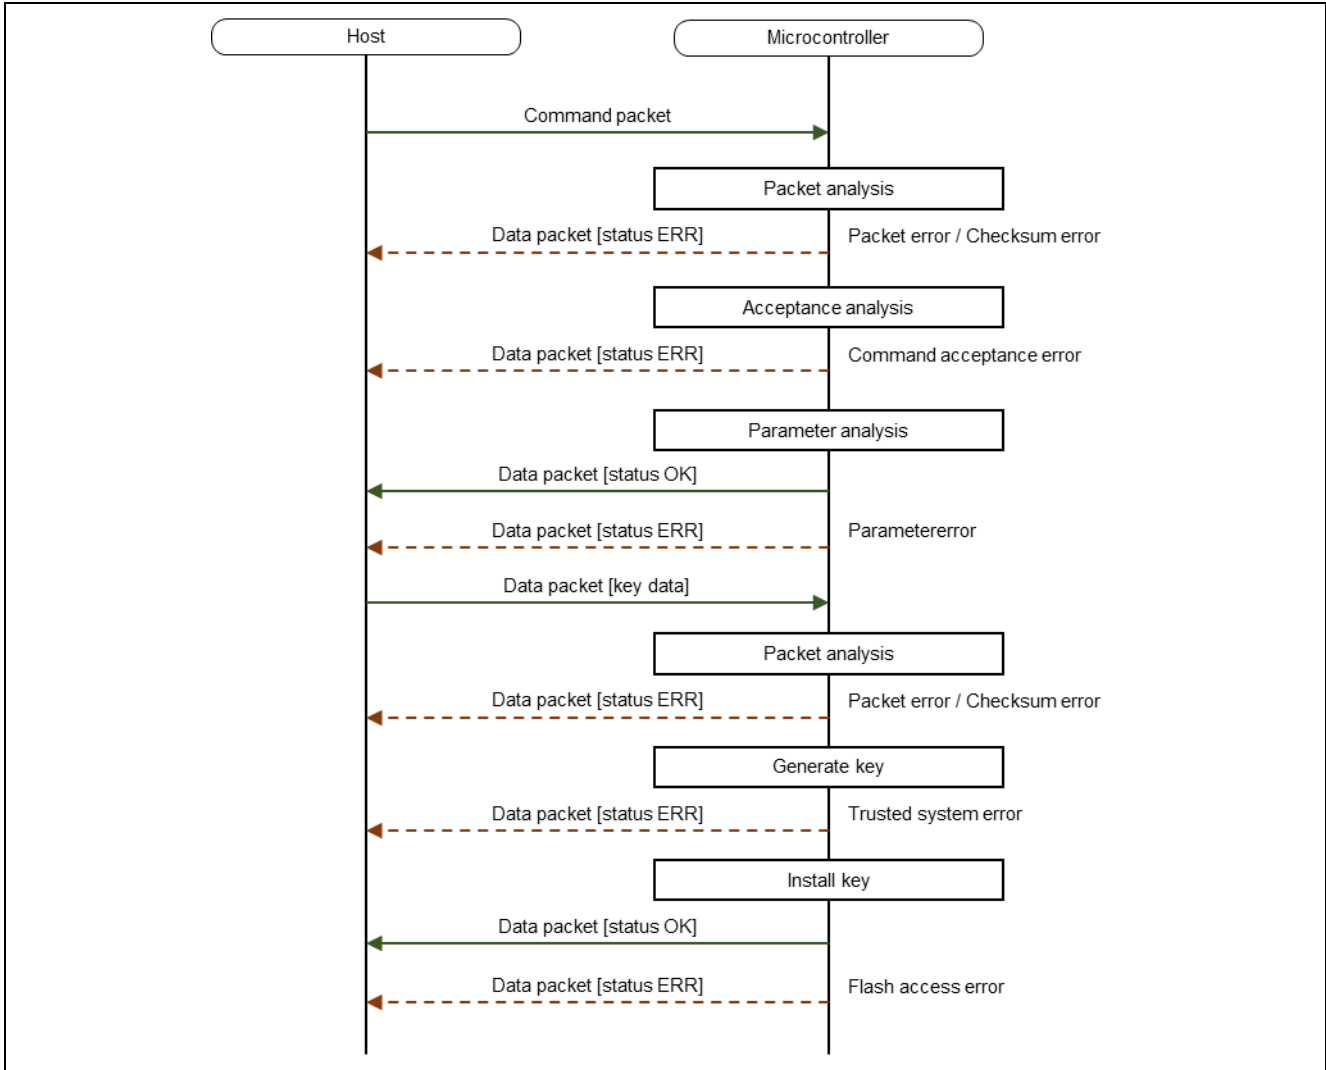 Host
Microcontroller
Command packet
Packet analysis
Data packet [status ERR]
Packet error / Checksum error
Acceptance analysis
Data packet [status ERR]
Command acceptance error
Parameter analysis
Data packet [status OK]
Data packet [status ERR]
Parametererror
Data packet [key data]
Packet analysis
Data packet [status ERR]
Packet error / Checksum error
Generate key
Data packet [status ERR]
Trusted system error
Install key
Data packet [status OK]
Data packet [status ERR]
Flash access error